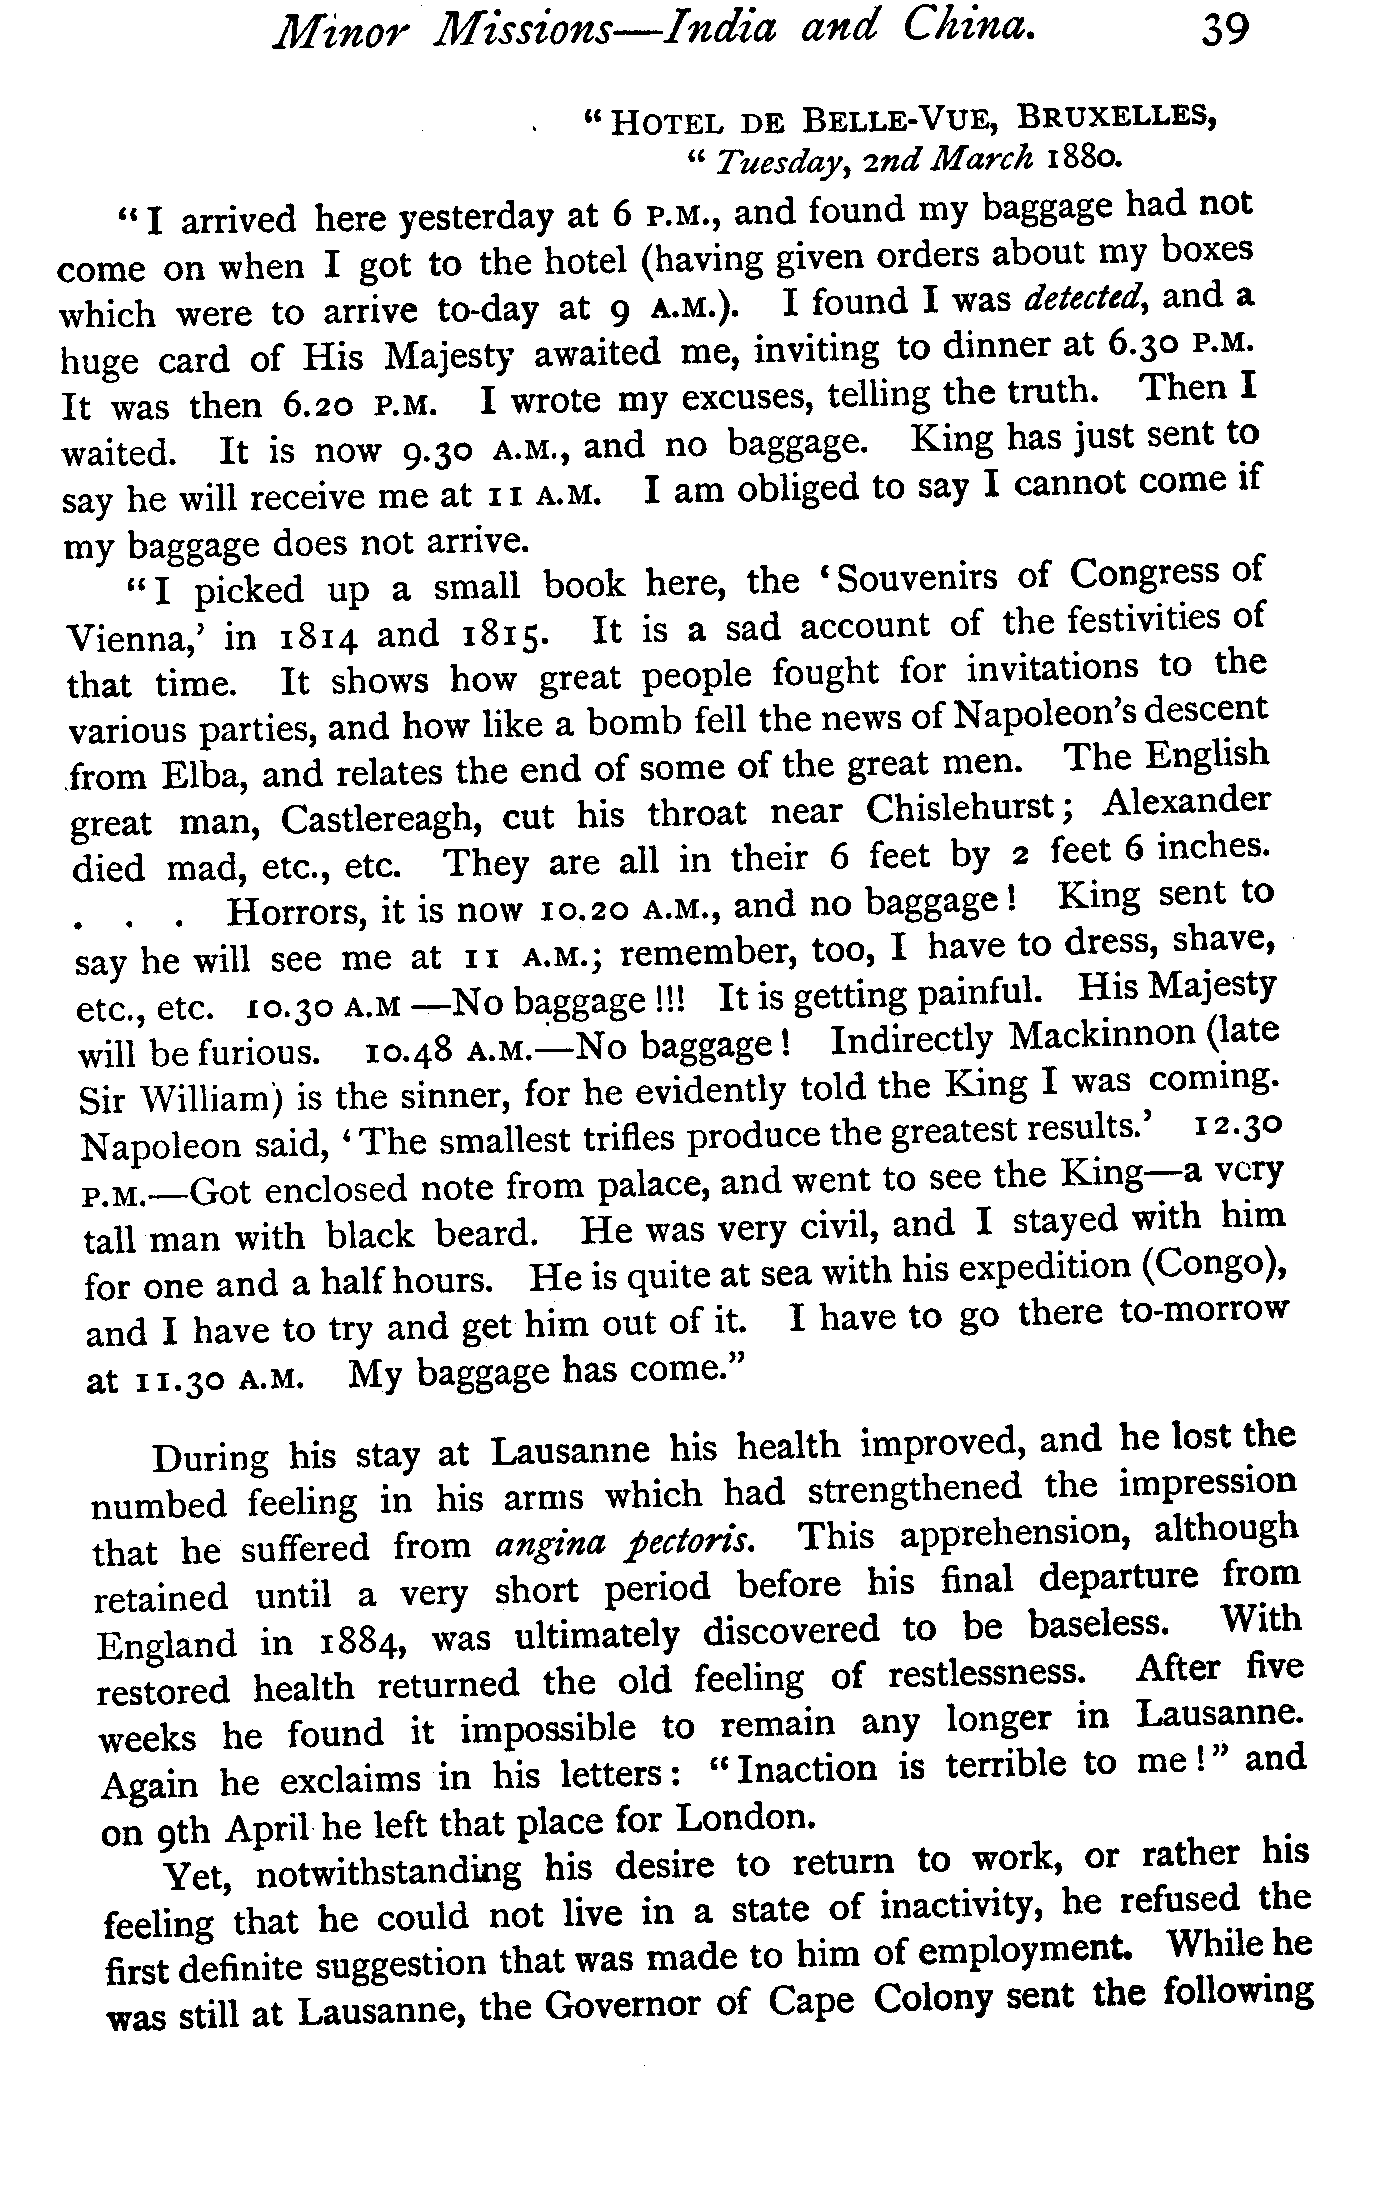 Minor Missions—India and China. 39
“ HOTEL DE BELLE-VUE, BRUXELLES,
“ Tuesday, 2nd March 1880.
“ I arrived here yesterday at 6 P.M., and found my baggage had not
come on when I got to the hotel (having given orders about my boxes
which were to arrive to-day at 9 A.M.). I found I was detected, and a
huge card of His Majesty awaited me, inviting to dinner at 6.30 P.M.
It was then 6.20 P.M. I wrote my excuses, telling the truth. Then I
waited. It is now 9.30 A.M., and no baggage. King has just sent to
say he will receive me at 11 A.M. I am obliged to say I cannot come if
my baggage does not arrive.
“ I picked up a small book here, the ‘ Souvenirs of Congress of
Vienna,’ in 1814 and 1815. It is a sad account of the festivities of
that time. It shows how great people fought for invitations to the
various parties, and how like a bomb fell the news of Napoleon’s descent
from Elba, and relates the end of some of the great men. The English
great man, Castlereagh, cut his throat near Chislehurst ; Alexander
died mad, etc., etc. They are all in their 6 feet by 2 feet 6 inches.
. . . Horrors, it is now 10.20 A.M., and no baggage ! King sent to
say he will see me at 11 A.M.; remember, too, I have to dress, shave,
etc., etc. 10.30 A.M —No baggage !!! It is getting painful. His Majesty
will be furious. 10.48 A.M.—No baggage ! Indirectly Mackinnon (late
Sir William) is the sinner, for he evidently told the King I was coming.
Napoleon said, ‘ The smallest trifles produce the greatest results.’ 12.30
P.M.—Got enclosed note from palace, and went to see the King—a very
tall man with black beard. He was very civil, and I stayed with him
for one and a half hours. He is quite at sea with his expedition (Congo),
and I have to try and get him out of it. I have to go there to-morrow
at 11.30 A.M. My baggage has come.”
During his stay at Lausanne his health improved, and he lost the
numbed feeling in his arms which had strengthened the impression
that he suffered from angina pectoris. This apprehension, although
retained until a very short period before his final departure from
England in 1884, was ultimately discovered to be baseless. With
restored health returned the old feeling of restlessness. After five
weeks he found it impossible to remain any longer in Lausanne.
Again he exclaims in his letters : “ Inaction is terrible to me ! ” and
on 9th April he left that place for London.
Yet, notwithstanding his desire to return to work, or rather his
feeling that he could not live in a state of inactivity, he refused the
first definite suggestion that was made to him of employment. While he
was still at Lausanne, the Governor of Cape Colony sent the following